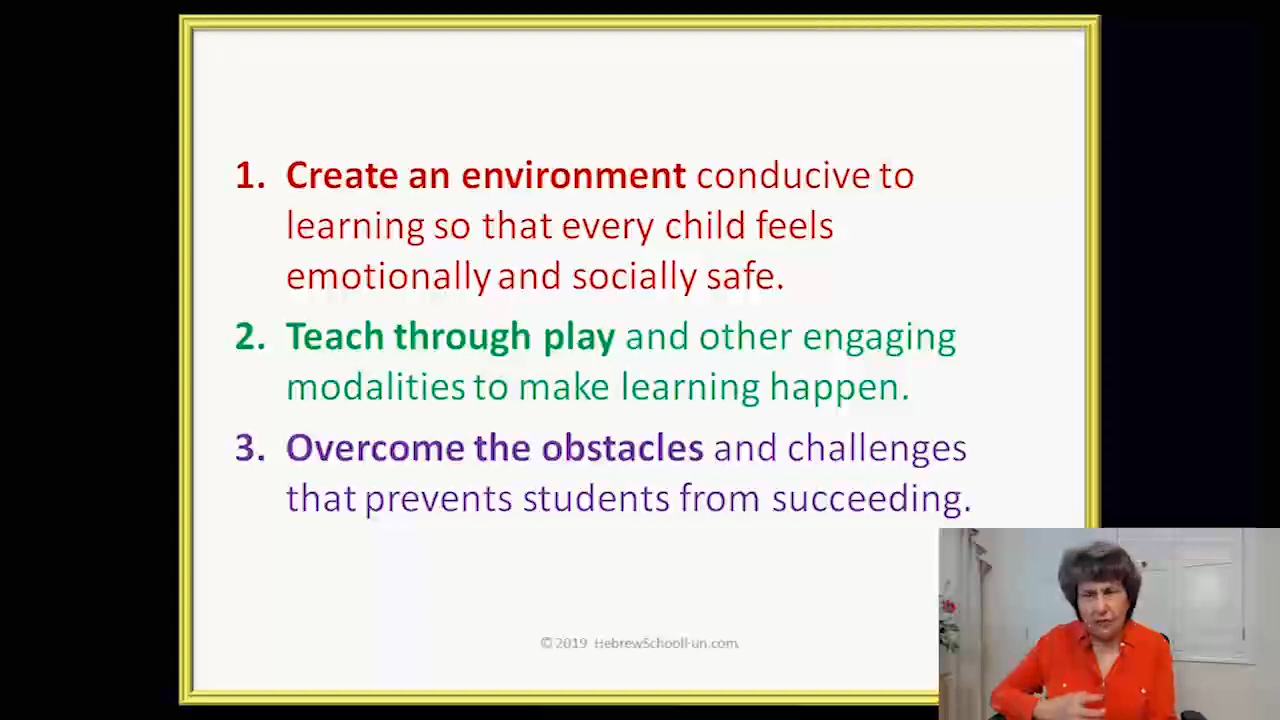 1. Create an environment conducive to
learning so that every child feels
emotionally and socially safe.
2. Teach through play and other engaging
modalities to make learning happen.
3. Overcome the obstacles and challenges
that prevents students from succeeding.
©2019 HebrewSchoolFun.com